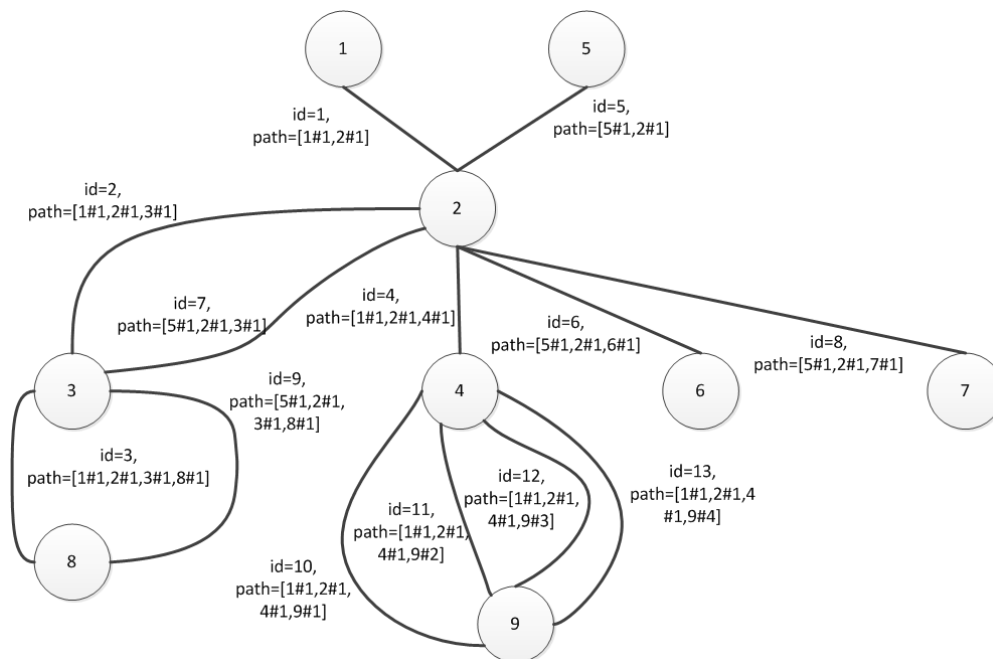 1
5
id=1,
path=[1#1,2#1]
id=5,
path=[5#1,2#1]
2
id=2,
path=[1#1,2#1,3#1]
id=7,
path=[5#1,2#1,3#1]
id=4,
path=[1#1,2#1,4#1]
id=6,
path=[5#1,2#1,6#1]
id=8,
path=[5#1,2#1,7#1]
3
4
6
7
id=9,
path=[5#1,2#1,
3#1,8#1]
id=3,
path=[1#1,2#1,3#1,8#1]
id=11,
path=[1#1,2#1,
4#1,9#2]
id=12,
path=[1#1,2#1,
4#1,9#3]
id=13,
path=[1#1,2#1,4
#1,9#4]
8
id=10,
path=[1#1,2#1,
4#1,9#1]
9